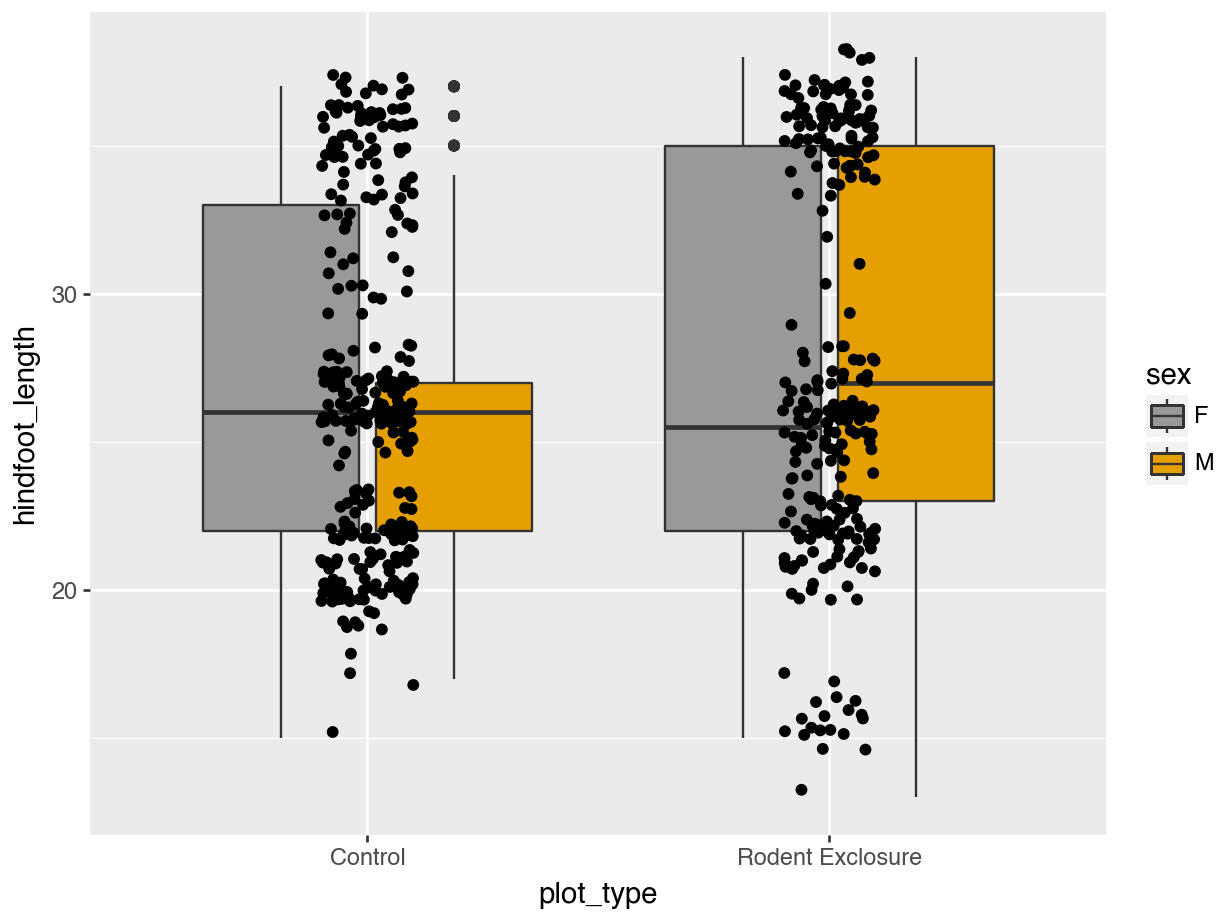 hindfoot_length
30
20
Control
Rodent Exclosure
plot_type
sex
F
M